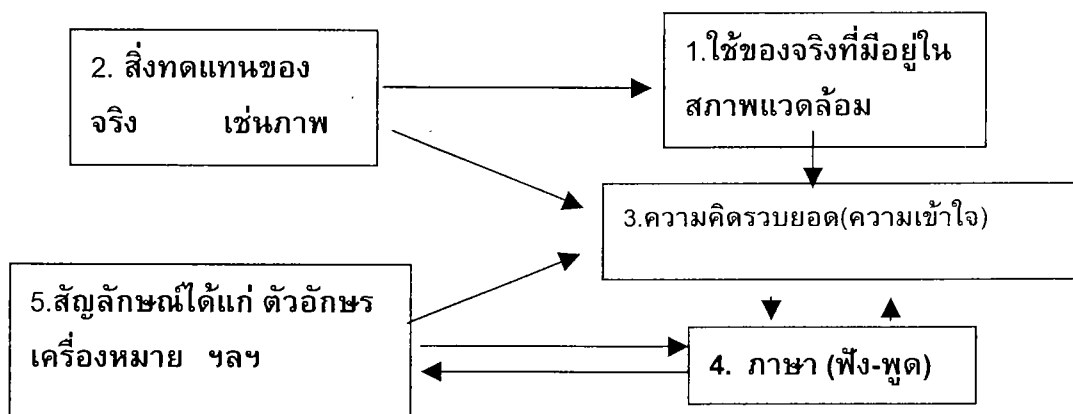 2. สิ่งทดแทนของ
จริง เช่นภาพ
1.ใช้ของจริงที่มีอยู่ใน
สภาพแวดล้อม
3.ความคิดรวบยอด(ความเข้าใจ)
5.สัญลักษณ์ได้แก่ ตัวอักษร
เครื่องหมาย ฯลฯ
4. ภาษา (ฟัง-พูด)